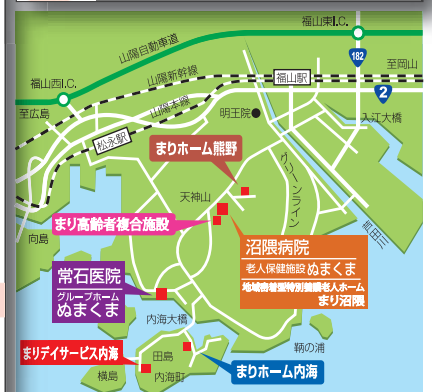 福山東I.C.
山陽自動車道
182
至岡山
福山西I.C.
山陽新幹線
福山駅
2
至広島
山陽本線
明王院
入江大橋
松永駅
まりホーム熊野
グリーンライン
天神山
芦田川
まり高齢者複合施設
向島
沼隈病院
老人保健施設 ぬまくま
地域密着型特別養護老人ホーム
まり沼隈
常石医院
グループホーム
ぬまくま
内海大橋
まりデイサービス内海
田島
鞆の浦
まりホーム内海
横島
内海町